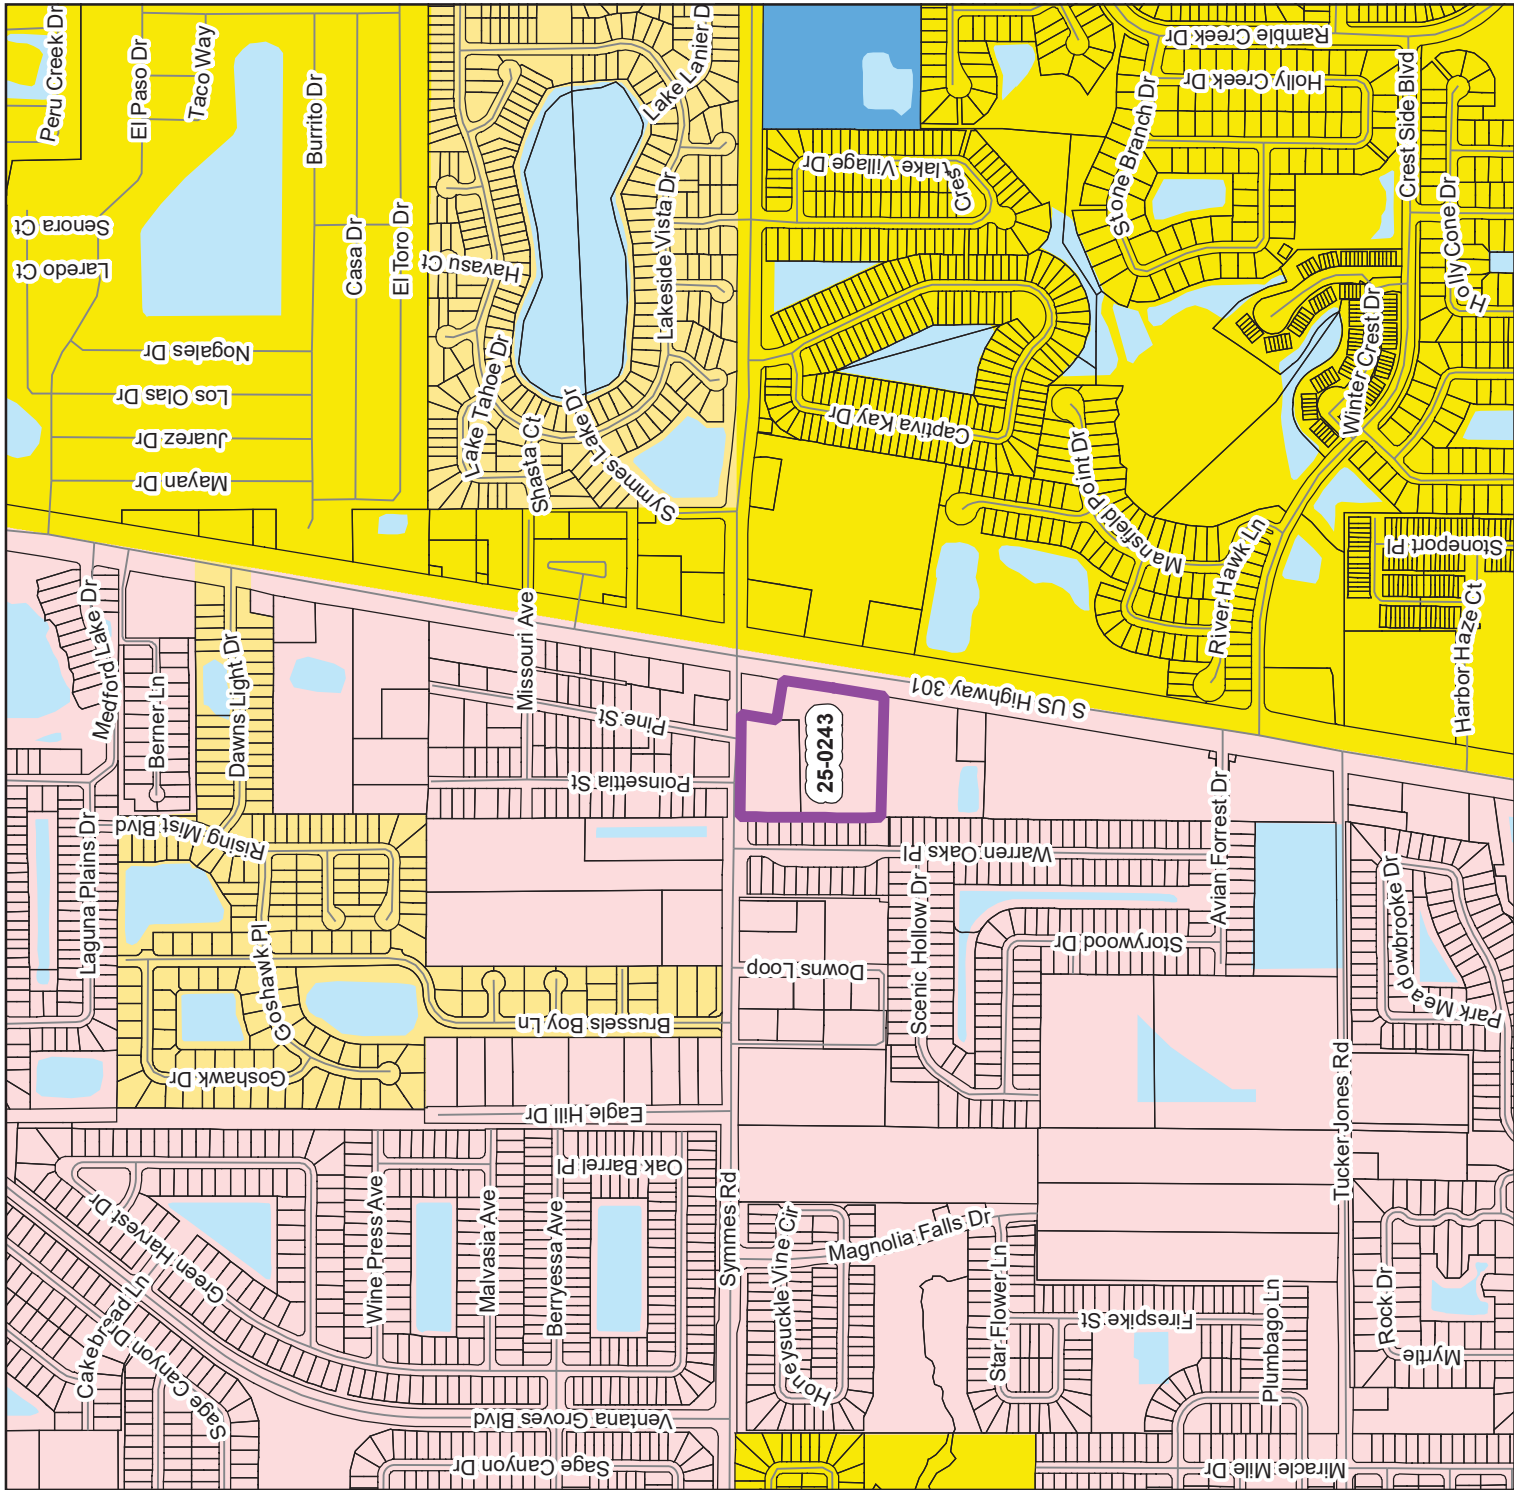 Peru Creek Dr
El Paso Dr
Taco Way
Burrito Dr
Casa Dr
El Toro Dr
Senora Ct
Laredo Ct
Nogales Dr
Los Olas Dr
Juarez Dr
Mayan Dr
Havasu Ct
Lake Tahoe Dr
Shasta Ct
Symmes Lake Dr
Lakeside Vista Dr
Lake Lanier D
Crestlake Village Dr
Captiva Kay Dr
Stone Branch Dr
Ramble Creek Dr
Holly Creek Dr
Crest Side Blvd
Holly Cone Dr
Winter Crest Dr
Mansfield Point Dr
River Hawk Ln
Stoneport Pl
Harbor Haze Ct
S US Highway 301
Medford Lake Dr
Berner Ln
Dawns Light Dr
Missouri Ave
Pine St
Poinsettia St
25-0243
Rising Mist Blvd
Laguna Plains Dr
Goshawk Pl
Goshawk Dr
Brussels Boy Ln
Eagle Hill Dr
Warren Oaks Pl
Scenic Hollow Dr
Downs Loop
Storywood Dr
Avian Forrest Dr
Park Meadowbrooke Dr
Tucker Jones Rd
Symmes Rd
Oak Barrel Pl
Green Harvest Dr
Wine Press Ave
Malvasia Ave
Berryessa Ave
Cakebread Ln
Sage Canyon Dr
Sage Canyon Dr
Ventana Groves Blvd
Honeysuckle Vine Cir
Magnolia Falls Dr
Star Flower Ln
Firespike St
Plumbago Ln
Rock Dr
Myrtle
Miracle Mile Dr